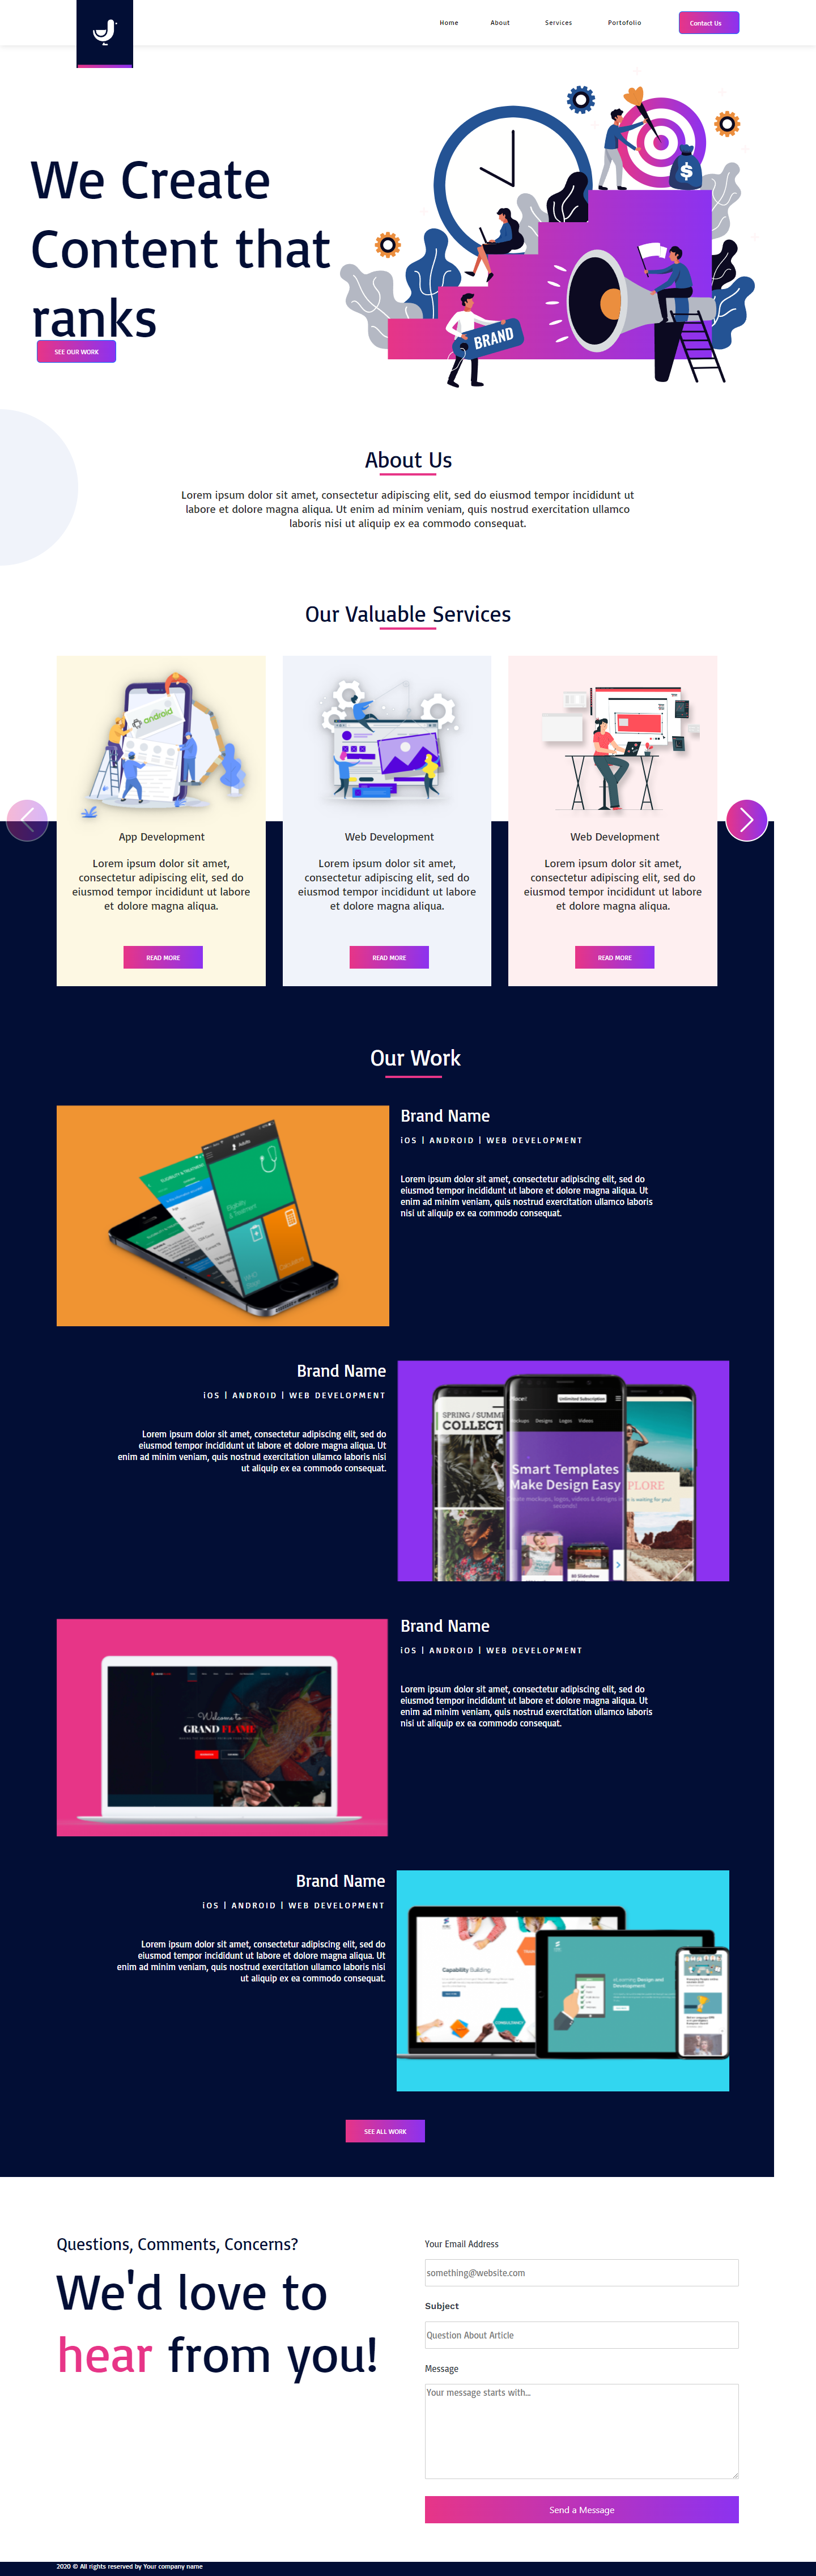 Home About Services Portofolio Contact Us
We Create
Content that
ranks
SEE OUR WORK
BRAND
About Us
Lorem ipsum dolor sit amet, consectetur adipiscing elit, sed do eiusmod tempor incididunt ut
labore et dolore magna aliqua. Ut enim ad minim veniam, quis nostrud exercitation ullamco
laboris nisi ut aliquip ex ea commodo consequat.
Our Valuable Services
android
App Development
Lorem ipsum dolor sit amet,
consectetur adipiscing elit, sed do
eiusmod tempor incididunt ut labore
et dolore magna aliqua.
READ MORE
Web Development
Lorem ipsum dolor sit amet,
consectetur adipiscing elit, sed do
eiusmod tempor incididunt ut labore
et dolore magna aliqua.
READ MORE
Web Development
Lorem ipsum dolor sit amet,
consectetur adipiscing elit, sed do
eiusmod tempor incididunt ut labore
et dolore magna aliqua.
READ MORE
Our Work
Brand Name
iOS | ANDROID | WEB DEVELOPMENT
Lorem ipsum dolor sit amet, consectetur adipiscing elit, sed do
eiusmod tempor incididunt ut labore et dolore magna aliqua. Ut
enim ad minim veniam, quis nostrud exercitation ullamco laboris
nisi ut aliquip ex ea commodo consequat.
Brand Name
iOS | ANDROID | WEB DEVELOPMENT
Lorem ipsum dolor sit amet, consectetur adipiscing elit, sed do
eiusmod tempor incididunt ut labore et dolore magna aliqua. Ut
enim ad minim veniam, quis nostrud exercitation ullamco laboris nisi
ut aliquip ex ea commodo consequat.
Unlimited Subscription
SPRING / SUMM
COLLECT
Designs Logos Videos
Smart Templates
Make Design Easy
PLORE
Brand Name
iOS | ANDROID | WEB DEVELOPMENT
Lorem ipsum dolor sit amet, consectetur adipiscing elit, sed do
eiusmod tempor incididunt ut labore et dolore magna aliqua. Ut
enim ad minim veniam, quis nostrud exercitation ullamco laboris
nisi ut aliquip ex ea commodo consequat.
Welcome to
GRAND FLAME
Brand Name
iOS | ANDROID | WEB DEVELOPMENT
Lorem ipsum dolor sit amet, consectetur adipiscing elit, sed do
eiusmod tempor incididunt ut labore et dolore magna aliqua. Ut
enim ad minim veniam, quis nostrud exercitation ullamco laboris nisi
ut aliquip ex ea commodo consequat.
Capability Building
eLearning Design and
Development
CONSULTANCY
SEE ALL WORK
Questions, Comments, Concerns?
We'd love to
hear from you!
Your Email Address
something@website.com
Subject
Question About Article
Message
Your message starts with...
Send a Message
2020 © All rights reserved by Your company name